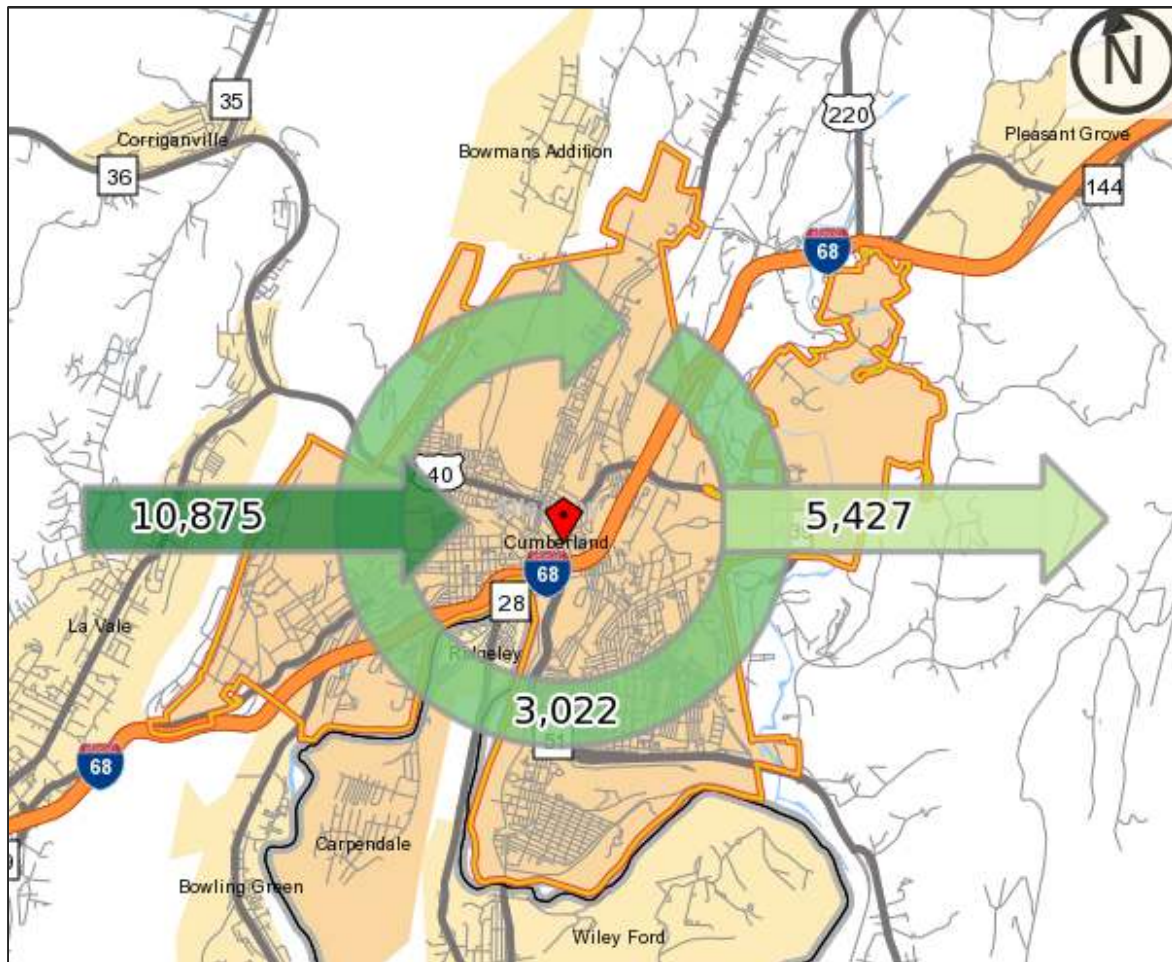 N
35
220
Corriganville
Bowmans Addition
Pleasant Grove
36
144
68
40
10,875
5,427
Cumberland
68
28
La Vale
Ridgeley
3,022
51
68
Carpendale
Bowling Green
Wiley Ford